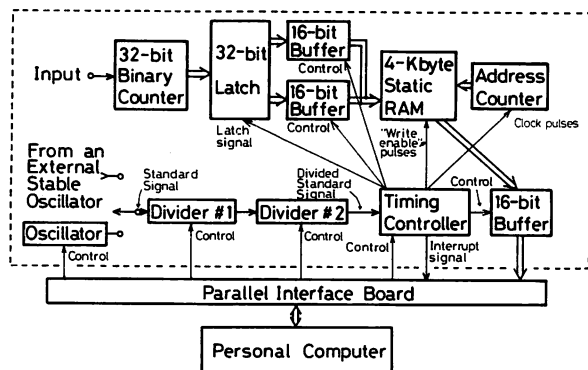 Input
32-bit
Binary
Counter
32-bit
Latch
16-bit
Buffer
Control
16-bit
Buffer
Control
4-Kbyte
Static
RAM
Address
Counter
Latch
signal
"Write
enable"
pulses
Clock pulses
From an
External
Stable
Oscillator
Standard
Signal
Divided
Standard
Signal
Divider #1
Divider #2
Timing
Controller
Control
16-bit
Buffer
Oscillator
Control
Control
Control
Control
Interrupt
signal
Parallel Interface Board
Personal Computer